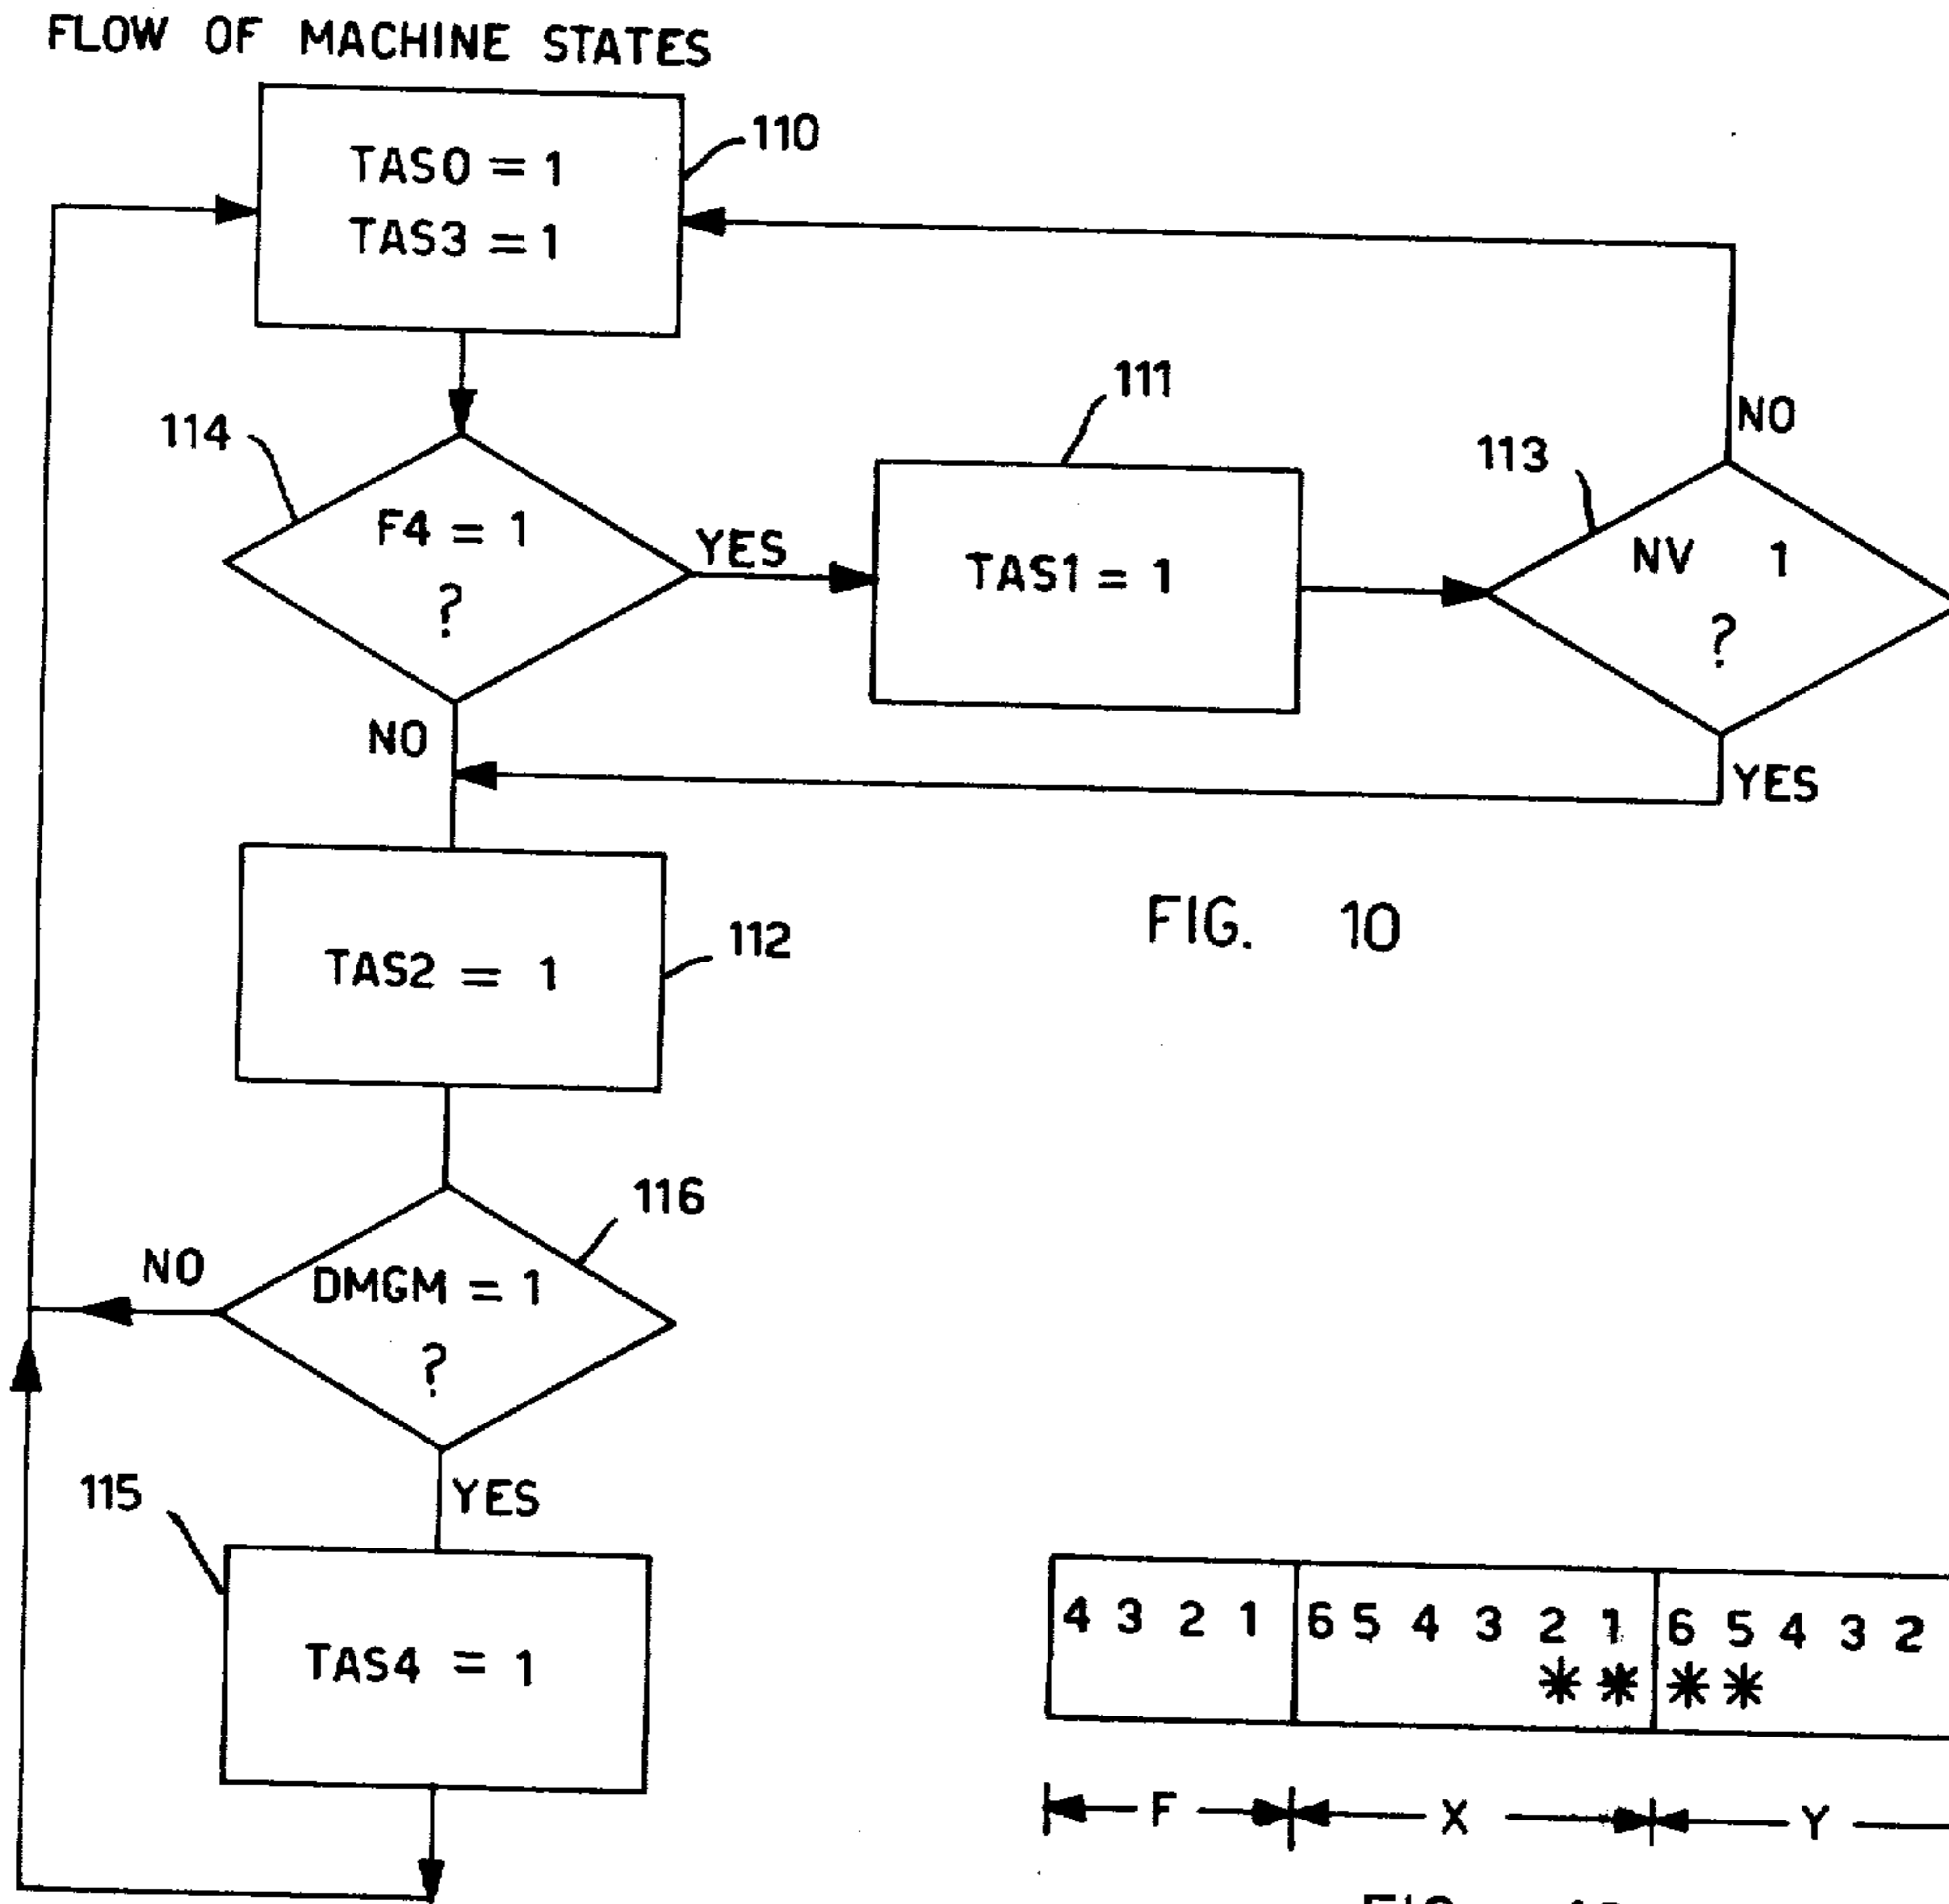 FLOW OF MACHINE STATES
TAS0 = 1
TAS3 = 1
110
114
F4 = 1
?
YES
NO
111
TAS1 = 1
113
NV 1
?
NO
YES
TAS2 = 1
112
FIG. 10
116
DMGM = 1
?
NO
YES
115
TAS4 = 1
4 3 2 1 6 5 4 3 2 1 6 5 4 3 2
* * * *
F X Y